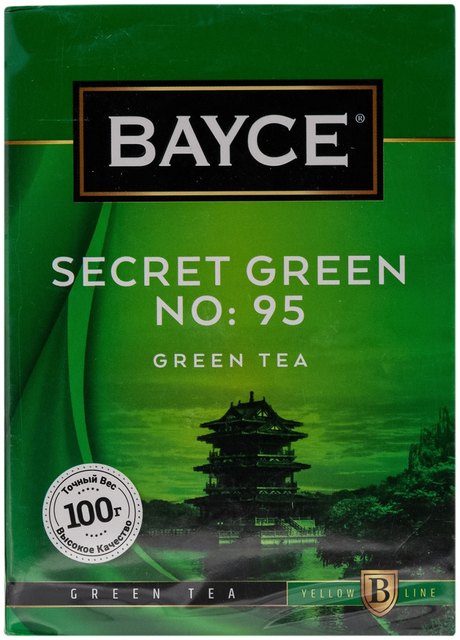 BAYCE®
SECRET GREEN
NO: 95
GREEN TEA
Точный Вес
100г
Высокое Качество
GREEN TEA
YELLOW B LINE